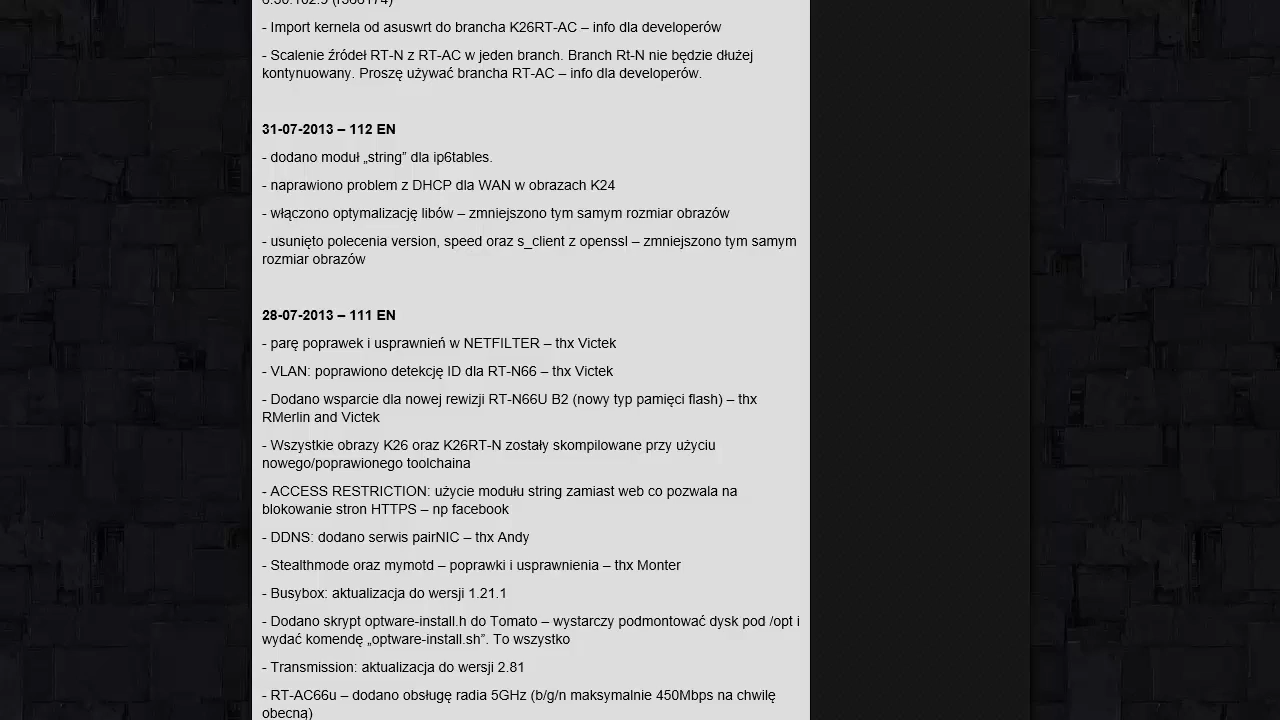 6.30.102.9 (r366174)
- Import kernela od asuswrt do brancha K26RT-AC – info dla developerów
- Scalenie źródeł RT-N z RT-AC w jeden branch. Branch Rt-N nie będzie dłużej
kontynuowany. Proszę używać brancha RT-AC – info dla developerów.
31-07-2013 – 112 EN
- dodano moduł „string” dla ip6tables.
- naprawiono problem z DHCP dla WAN w obrazach K24
- włączono optymalizację libów – zmniejszono tym samym rozmiar obrazów
- usunięto polecenia version, speed oraz s_client z openssl – zmniejszono tym samym
rozmiar obrazów
28-07-2013 – 111 EN
- parę poprawek i usprawnień w NETFILTER – thx Victek
- VLAN: poprawiono detekcję ID dla RT-N66 – thx Victek
- Dodano wsparcie dla nowej rewizji RT-N66U B2 (nowy typ pamięci flash) – thx
RMerlin and Victek
- Wszystkie obrazy K26 oraz K26RT-N zostały skompilowane przy użyciu
nowego/poprawionego toolchaina
- ACCESS RESTRICTION: użycie modułu string zamiast web co pozwala na
blokowanie stron HTTPS – np facebook
- DDNS: dodano serwis pairNIC – thx Andy
- Stealthmode oraz mymotd – poprawki i usprawnienia – thx Monter
- Busybox: aktualizacja do wersji 1.21.1
- Dodano skrypt optware-install.h do Tomato – wystarczy podmontować dysk pod /opt i
wydać komendę „optware-install.sh”. To wszystko
- Transmission: aktualizacja do wersji 2.81
- RT-AC66u – dodano obsługę radia 5GHz (b/g/n maksymalnie 450Mbps na chwilę
obecną)